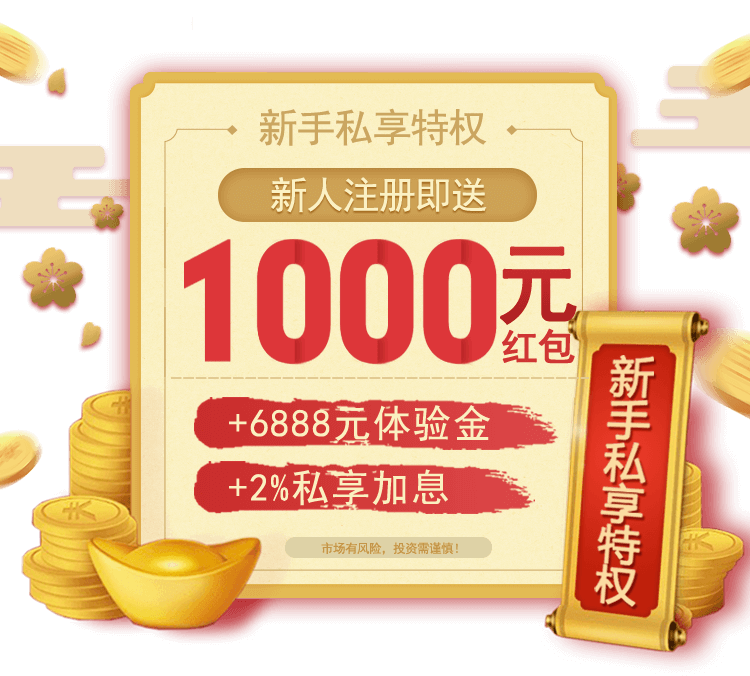 新手私享特权
新人注册即送
1000元
红包
+6888元体验金
+2%私享加息
市场有风险，投资需谨慎！
新手私享特权